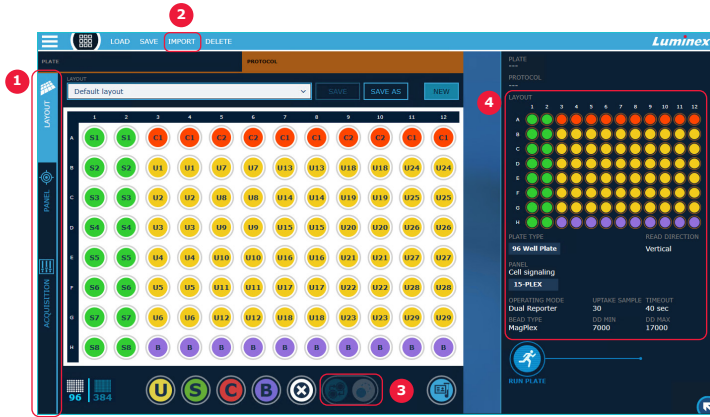 2
LOAD SAVE IMPORT DELETE
Luminex
1
PLATE
PROTOCOL
LAYOUT
Default layout
SAVE
SAVE AS
NEW
LAYOUT
PANEL
ACQUISITION
1 2 3 4 5 6 7 8 9 10 11 12
A S1 S1 C1 C1 C2 C2 C1 C1 C2 C2 C1 C1
B S2 S2 U1 U1 U7 U7 U13 U13 U18 U18 U24 U24
C S3 S3 U2 U2 U8 U8 U14 U14 U19 U19 U25 U25
D S4 S4 U3 U3 U9 U9 U15 U15 U20 U20 U26 U26
E S5 S5 U4 U4 U10 U10 U16 U16 U21 U21 U27 U27
F S6 S6 U5 U5 U11 U11 U17 U17 U22 U22 U28 U28
G S7 S7 U6 U6 U12 U12 U18 U18 U23 U23 U29 U29
H S8 S8 B B B B B B B B B B
96 384
U S C B
3
PLATE
---
PROTOCOL
---
4
LAYOUT
1 2 3 4 5 6 7 8 9 10 11 12
A
B
C
D
E
F
G
H
PLATE TYPE READ DIRECTION
96 Well Plate Vertical
PANEL
Cell signaling
15-PLEX
OPERATING MODE UPTAKE SAMPLE TIMEOUT
Dual Reporter 30 40 sec
BEAD TYPE DD MIN DD MAX
MagPlex 7000 17000
RUN PLATE